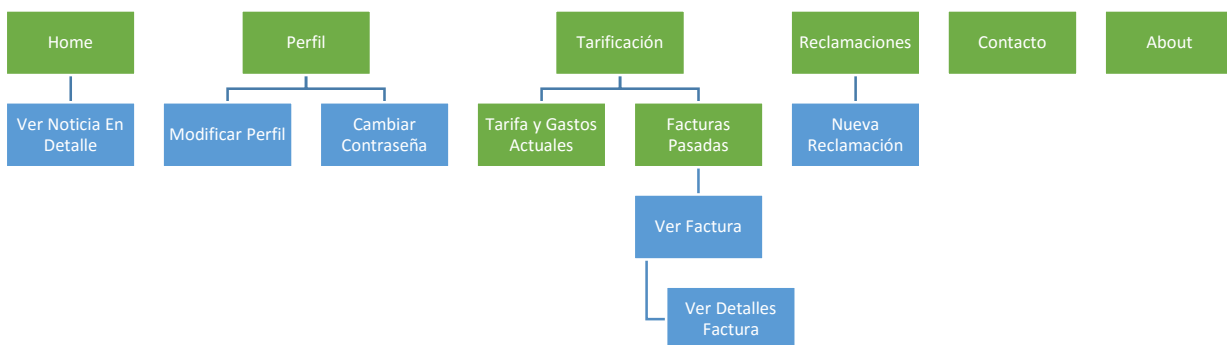 Home
Perfil
Tarificación
Reclamaciones
Contacto
About
Ver Noticia En
Detalle
Modificar Perfil
Cambiar
Contraseña
Tarifa y Gastos
Actuales
Facturas
Pasadas
Nueva
Reclamación
Ver Factura
Ver Detalles
Factura